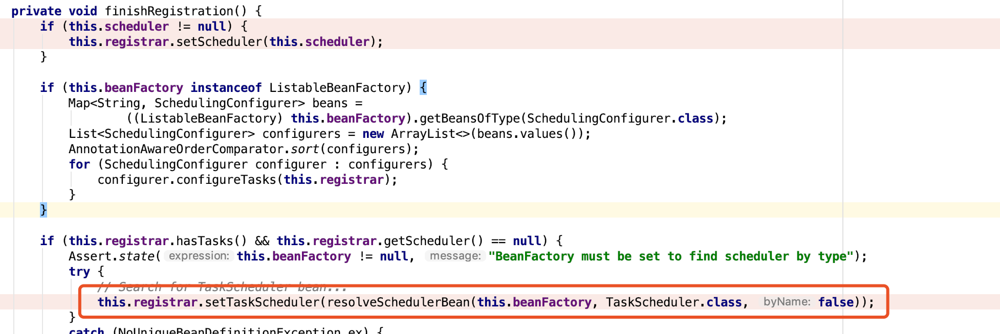 private void finishRegistration() {
if (this.scheduler != null) {
this.registrar.setScheduler(this.scheduler);
}
if (this.beanFactory instanceof ListableBeanFactory) {
Map<String, SchedulingConfigurer> beans =
((ListableBeanFactory) this.beanFactory).getBeansOfType(SchedulingConfigurer.class);
List<SchedulingConfigurer> configurers = new ArrayList<>(beans.values());
AnnotationAwareOrderComparator.sort(configurers);
for (SchedulingConfigurer configurer : configurers) {
configurer.configureTasks(this.registrar);
}
}
if (this.registrar.hasTasks() && this.registrar.getScheduler() == null) {
Assert.state( expression: this.beanFactory != null, message: "BeanFactory must be set to find scheduler by type");
try {
// Search for TaskScheduler bean...
this.registrar.setTaskScheduler(resolveSchedulerBean(this.beanFactory, TaskScheduler.class, byName: false));
}
catch (NoUniqueBeanDefinitionException ex) {